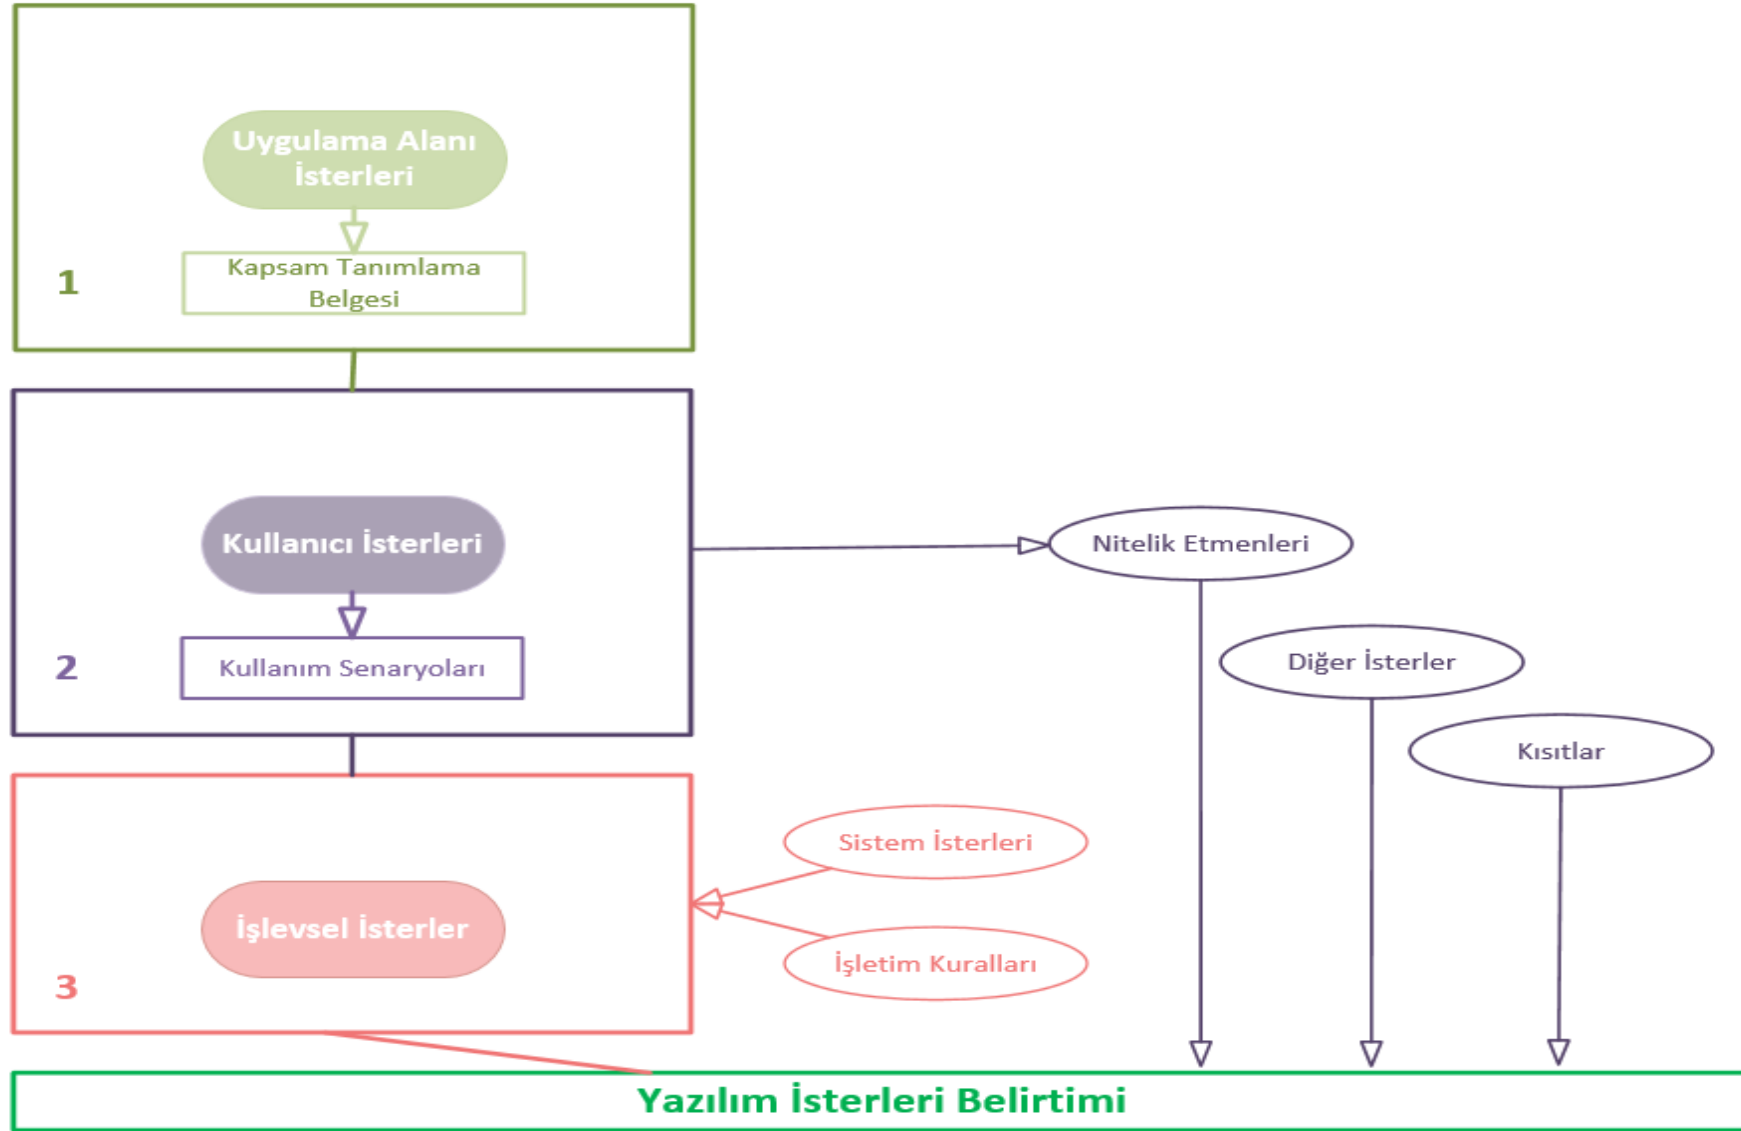 Uygulama Alanı
İsterleri
Kapsam Tanımlama
Belgesi
1
Kullanıcı İsterleri
Kullanım Senaryoları
2
Nitelik Etmenleri
Diğer İsterler
Kısıtlar
Sistem İsterleri
İşlevsel İsterler
İşletim Kuralları
3
Yazılım İsterleri Belirtimi